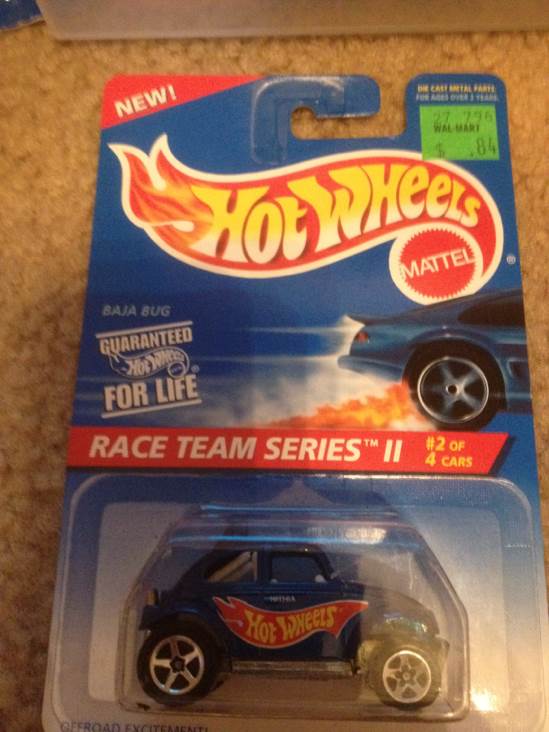 NEW!
DIE CAST METAL PARTS.
FOR AGES OVER 3 YEARS.
WAL-MART
$ .84
HOT WHEELS
MATTEL
®
BAJA BUG
GUARANTEED
HOT WHEELS
®
FOR LIFE
RACE TEAM SERIES™ II
#2 OF
4 CARS
HOT WHEELS
OFFROAD EXCITEMENT!